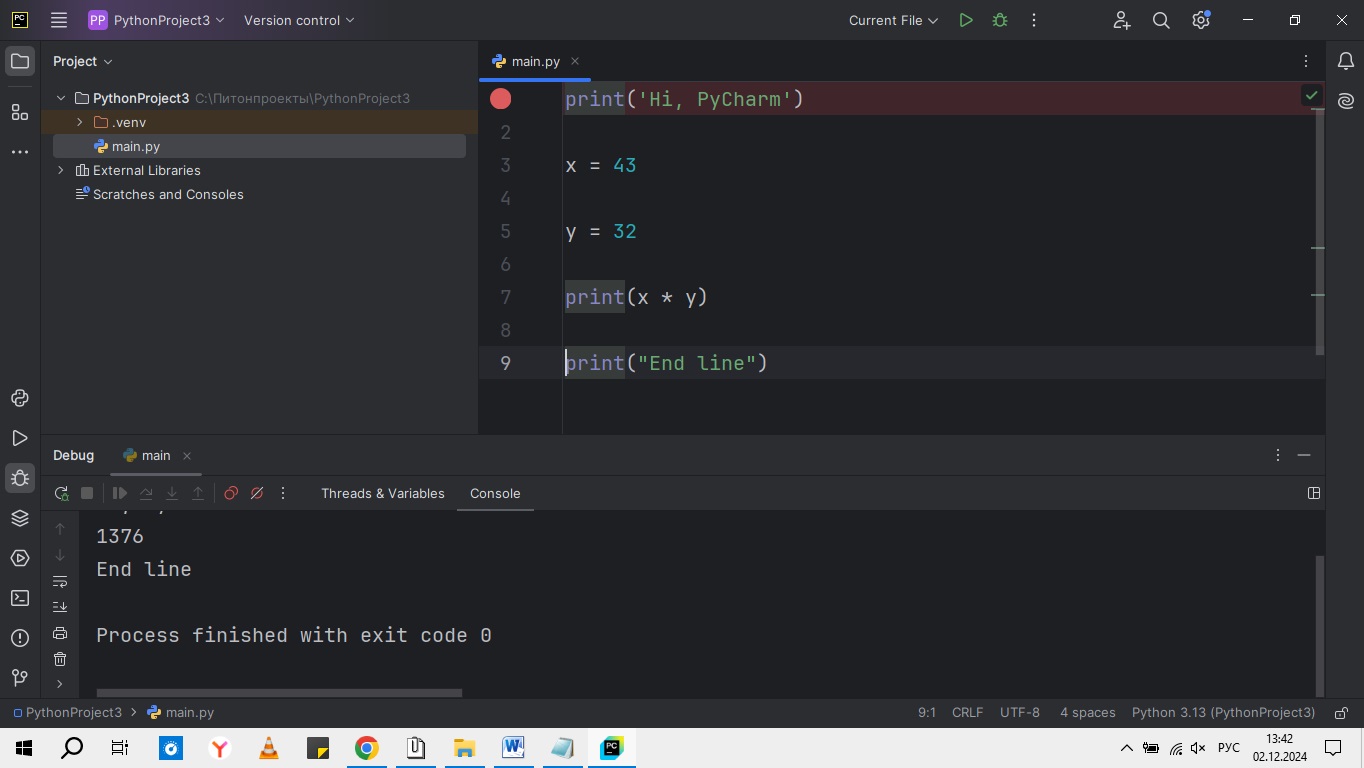 PC
PP PythonProject3 Version control Current File
Project
main.py
PythonProject3 C:\Питонпроекты\PythonProject3
.venv
main.py
External Libraries
Scratches and Consoles
print('Hi, PyCharm')
2
3 x = 43
4
5 y = 32
6
7 print(x * y)
8
9 print("End line")
Debug main
Threads & Variables Console
1376
End line
Process finished with exit code 0
PythonProject3 main.py 9:1 CRLF UTF-8 4 spaces Python 3.13 (PythonProject3)
W PC РУС 13:42
02.12.2024